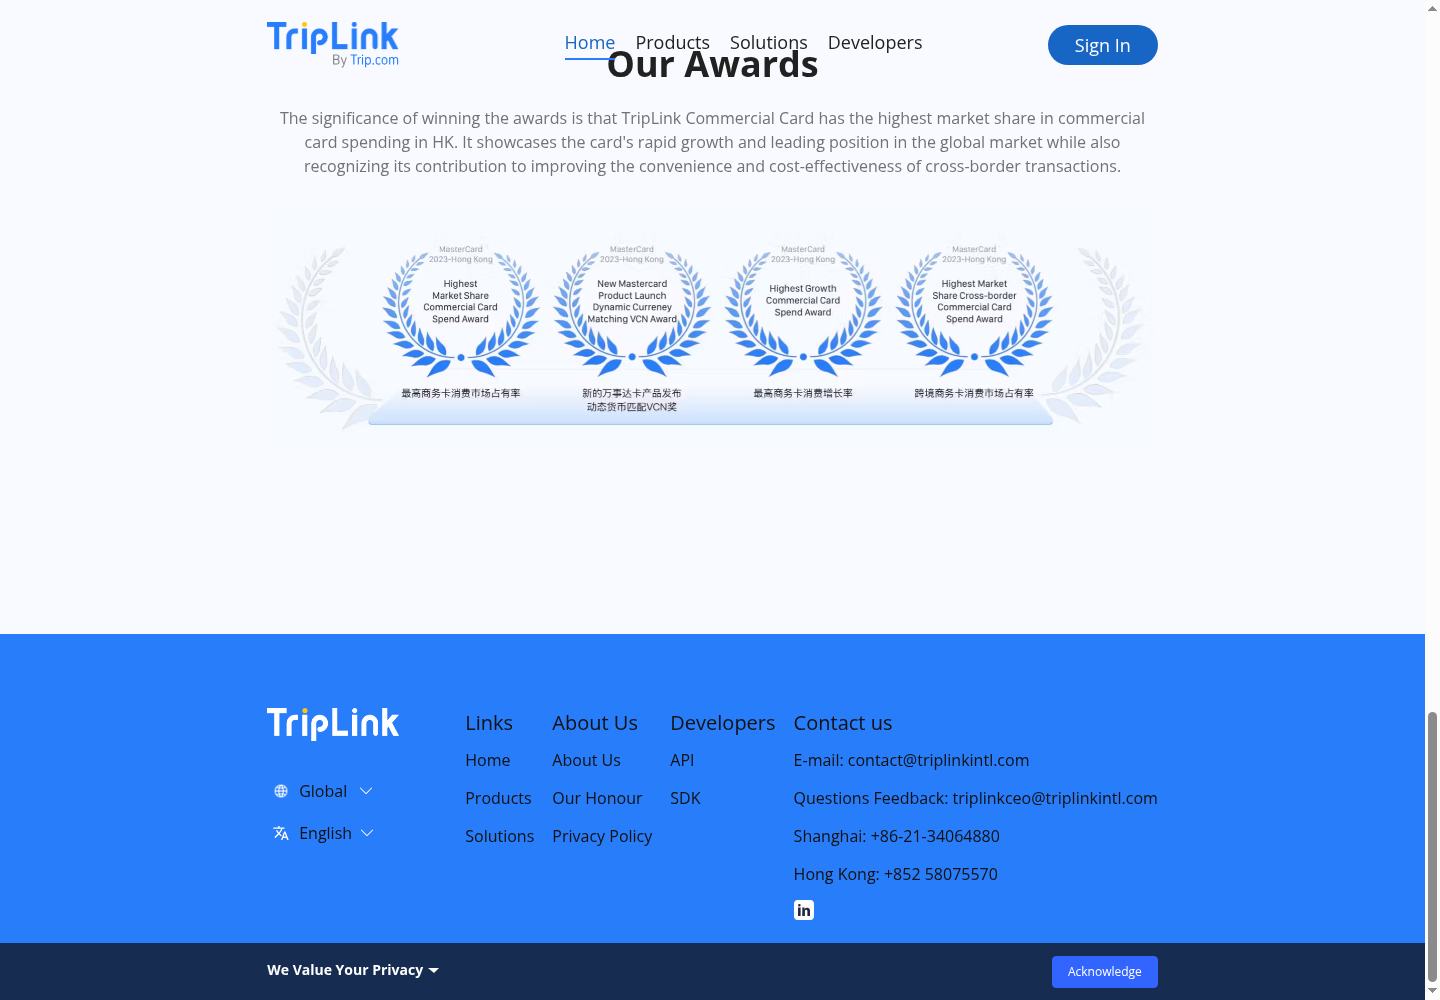 TripLink
By Trip.com
Home
Products
Solutions
Developers
Sign In
Our Awards
The significance of winning the awards is that TripLink Commercial Card has the highest market share in commercial
card spending in HK. It showcases the card's rapid growth and leading position in the global market while also
recognizing its contribution to improving the convenience and cost-effectiveness of cross-border transactions.
MasterCard
2023-Hong Kong
Highest
Market Share
Commercial Card
Spend Award
最高商务卡消费市场占有率
MasterCard
2023-Hong Kong
New Mastercard
Product Launch
Dynamic Curreney
Matching VCN Award
新的万事达卡产品发布
动态货币匹配VCN奖
MasterCard
2023-Hong Kong
Highest Growth
Commercial Card
Spend Award
最高商务卡消费增长率
MasterCard
2023-Hong Kong
Highest Market
Share Cross-border
Commercial Card
Spend Award
跨境商务卡消费市场占有率
TripLink
Global
English
Links
Home
Products
Solutions
About Us
About Us
Our Honour
Privacy Policy
Developers
API
SDK
Contact us
E-mail: contact@triplinkintl.com
Questions Feedback: triplinkceo@triplinkintl.com
Shanghai: +86-21-34064880
Hong Kong: +852 58075570
in
We Value Your Privacy
Acknowledge